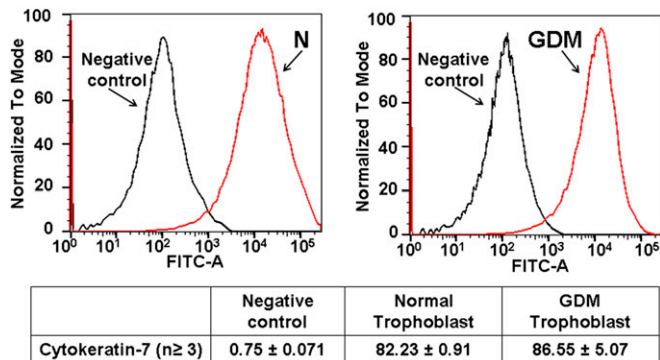 100
80
60
40
20
0
Normalized To Mode
Negative
control
N
10⁰ 10¹ 10² 10³ 10⁴ 10⁵
FITC-A
100
80
60
40
20
0
Normalized To Mode
Negative
control
GDM
10⁰ 10¹ 10² 10³ 10⁴ 10⁵
FITC-A
Negative control Normal Trophoblast GDM Trophoblast
Cytokeratin-7 (n≥ 3) 0.75 ± 0.071 82.23 ± 0.91 86.55 ± 5.07